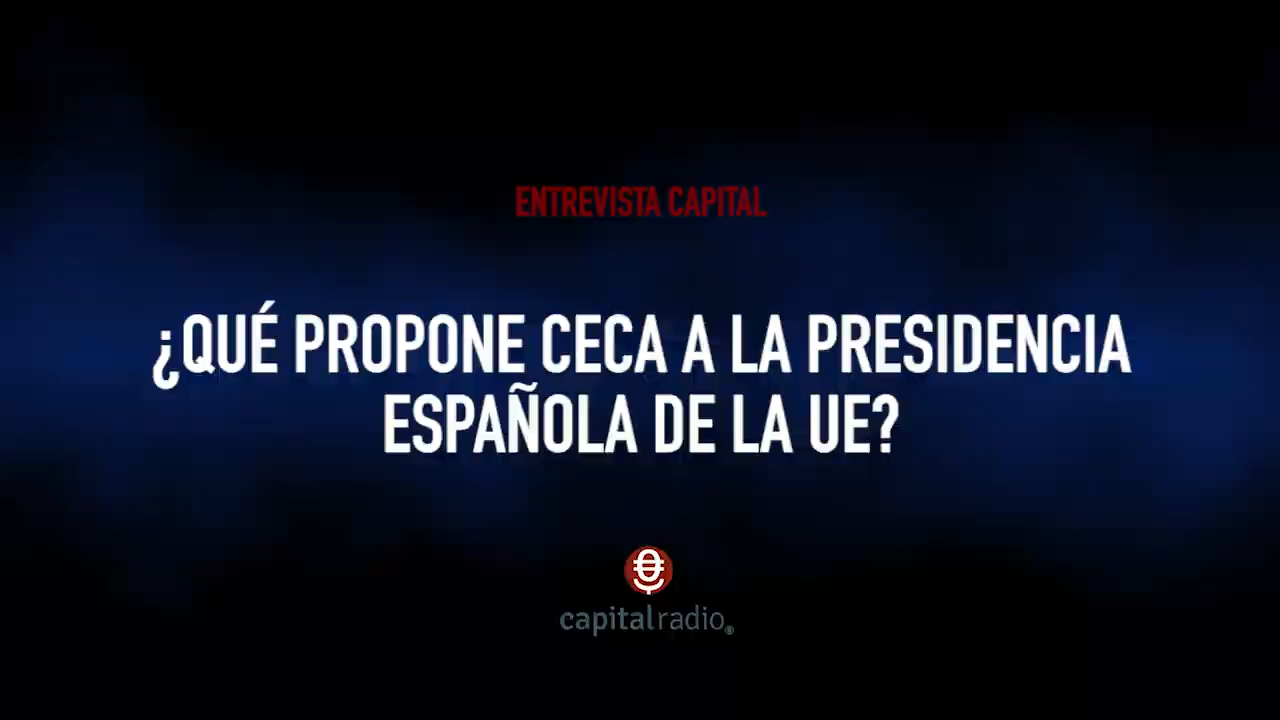 ENTREVISTA CAPITAL
¿QUÉ PROPONE CECA A LA PRESIDENCIA
ESPAÑOLA DE LA UE?
capitalradio®